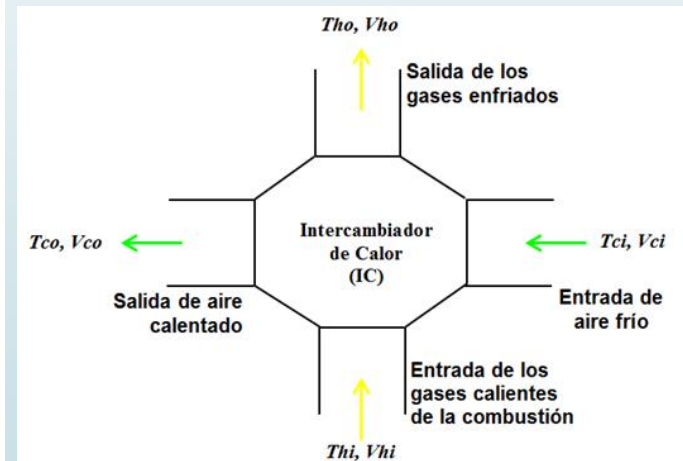 Tho, Vho
Salida de los
gases enfriados
Intercambiador
de Calor
(IC)
Tco, Vco
Tci, Vci
Salida de aire
calentado
Entrada de
aire frío
Entrada de los
gases calientes
de la combustión
Thi, Vhi